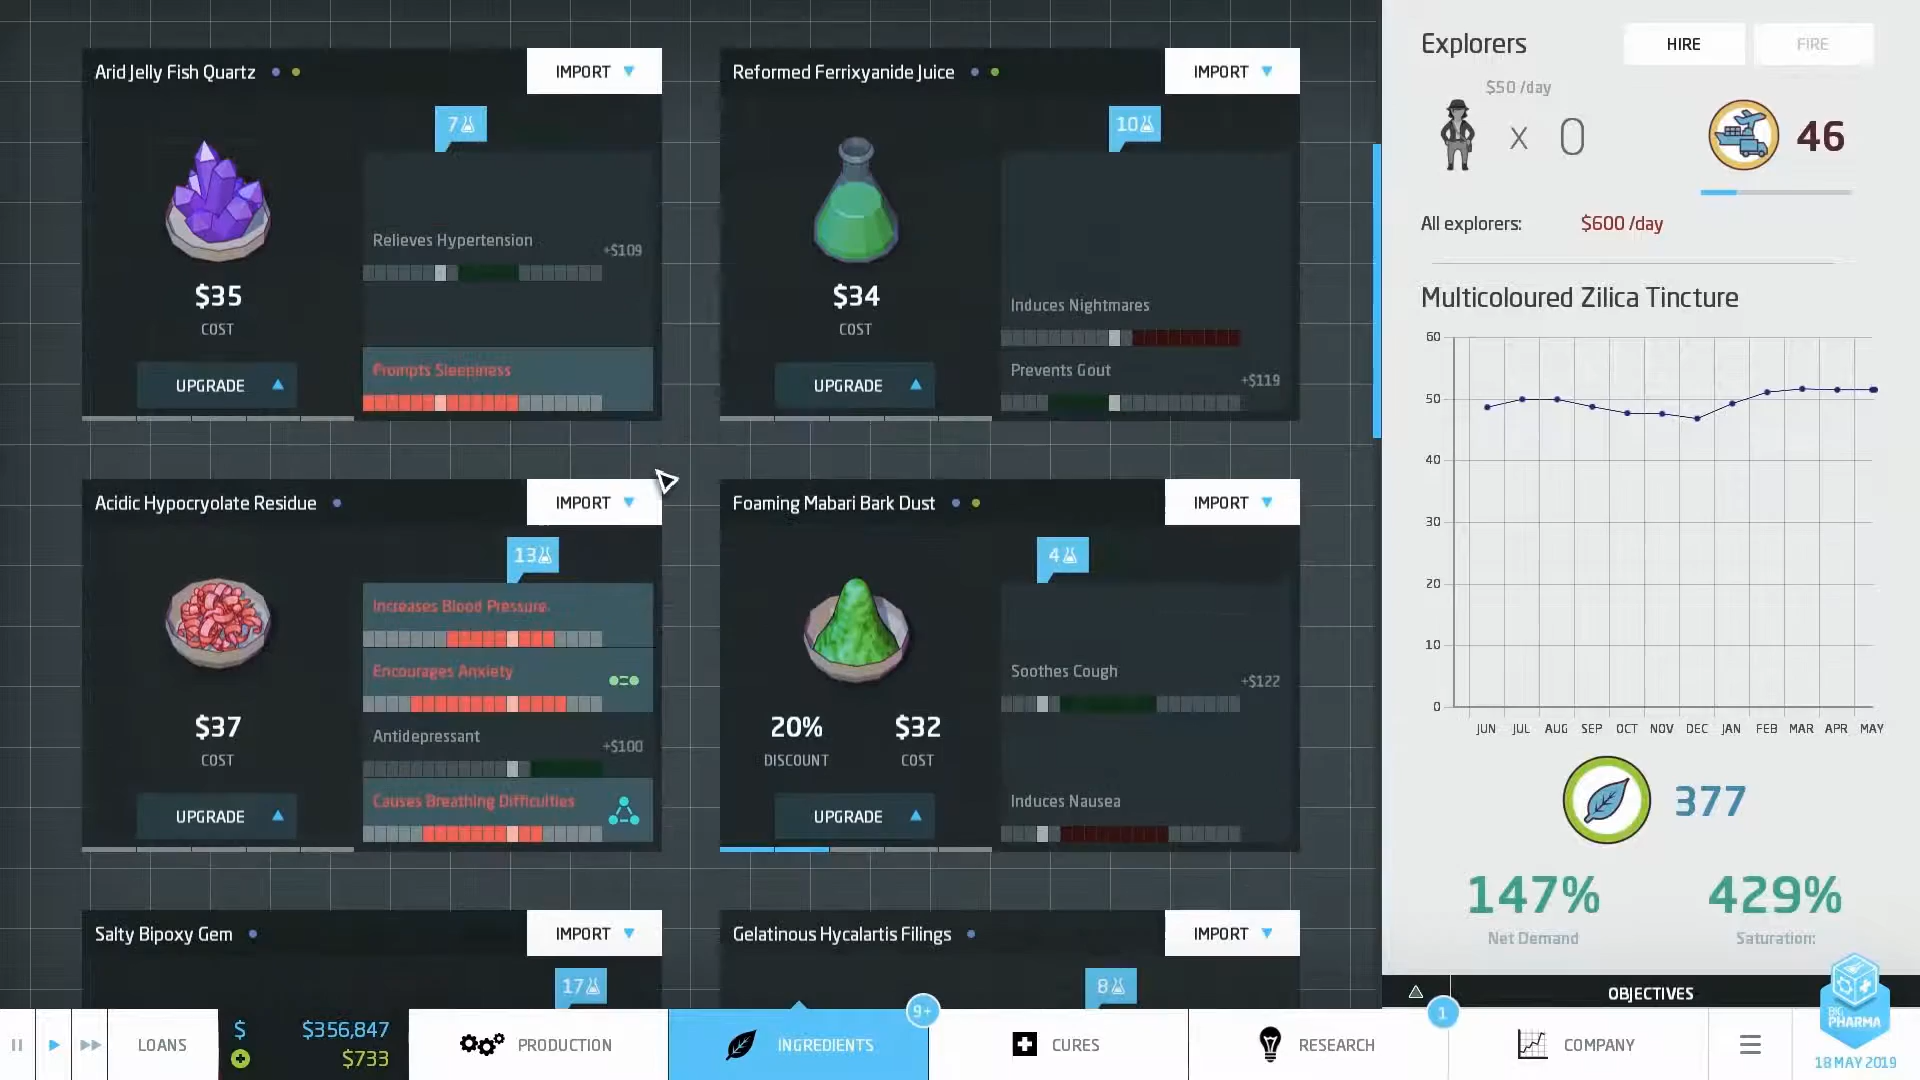 Arid Jelly Fish Quartz
IMPORT
7
Relieves Hypertension
+$109
$35
COST
UPGRADE
Prompts Sleepiness
Reformed Ferrixyanide Juice
IMPORT
10
Induces Nightmares
$34
COST
Prevents Gout
+$119
UPGRADE
Acidic Hypocryolate Residue
IMPORT
13
Increases Blood Pressure
Encourages Anxiety
$37
COST
Antidepressant
+$100
UPGRADE
Causes Breathing Difficulties
Foaming Mabari Bark Dust
IMPORT
4
Soothes Cough
+$122
20%
DISCOUNT
$32
COST
UPGRADE
Induces Nausea
Salty Bipoxy Gem
IMPORT
17
Gelatinous Hycalartis Filings
IMPORT
8
Explorers
HIRE
FIRE
$50 /day
X 0
46
All explorers: $600 /day
Multicoloured Zilica Tincture
60
50
40
30
20
10
0
JUN JUL AUG SEP OCT NOV DEC JAN FEB MAR APR MAY
377
147%
Net Demand
429%
Saturation:
OBJECTIVES
1
LOANS
$ $356,847
$733
PRODUCTION
INGREDIENTS
9+
CURES
RESEARCH
COMPANY
BIG
PHARMA
18 MAY 2019